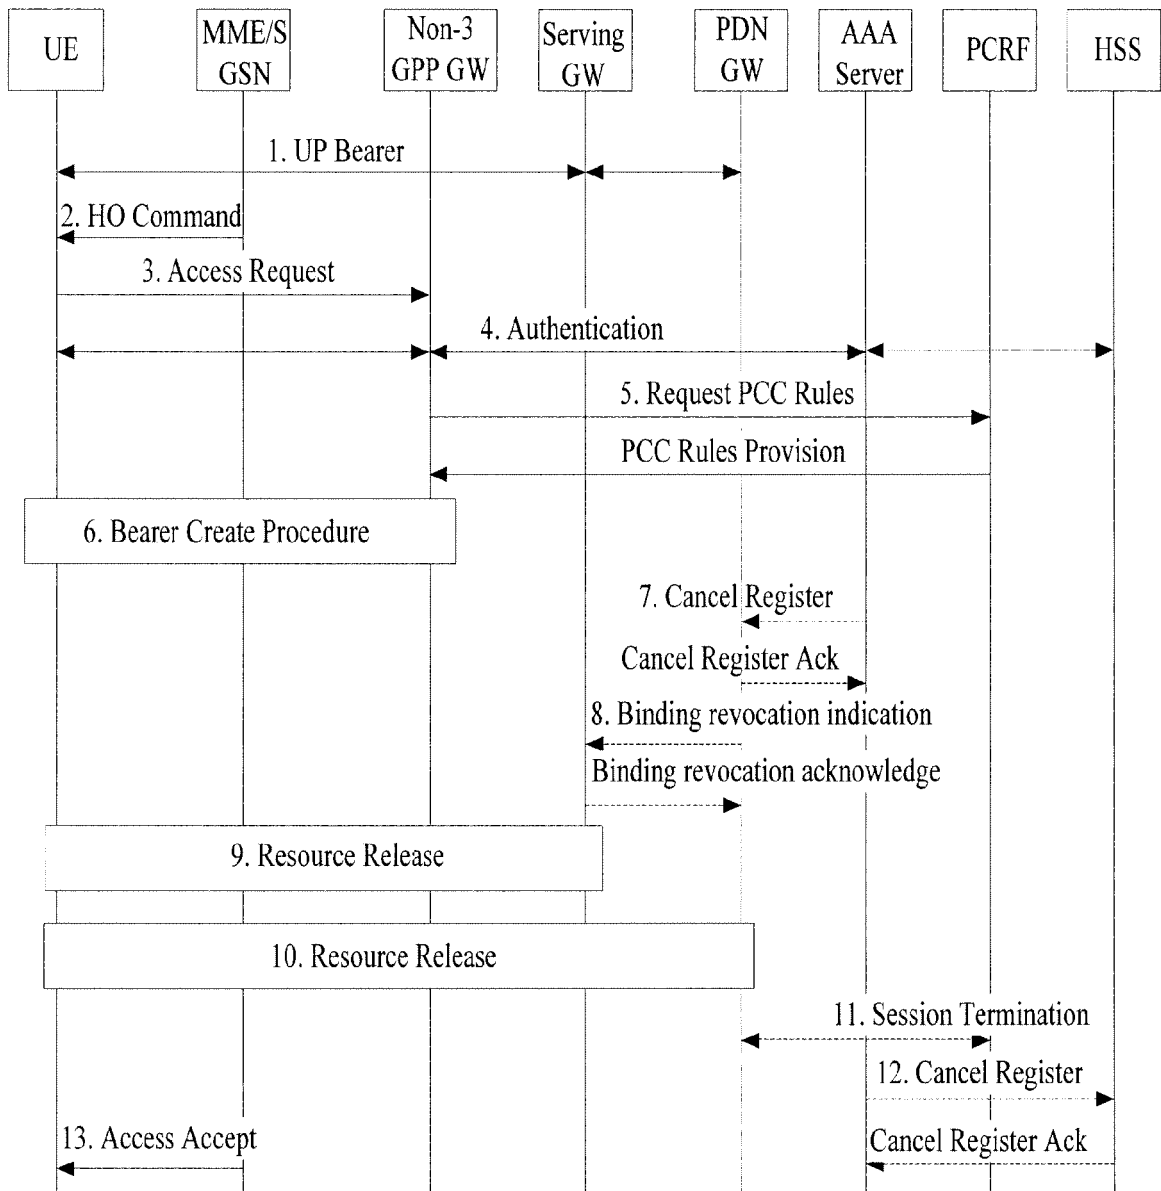 UE
MME/S
GSN
Non-3
GPP GW
Serving
GW
PDN
GW
AAA
Server
PCRF
HSS
1. UP Bearer
2. HO Command
3. Access Request
4. Authentication
5. Request PCC Rules
PCC Rules Provision
6. Bearer Create Procedure
7. Cancel Register
Cancel Register Ack
8. Binding revocation indication
Binding revocation acknowledge
9. Resource Release
10. Resource Release
11. Session Termination
12. Cancel Register
13. Access Accept
Cancel Register Ack